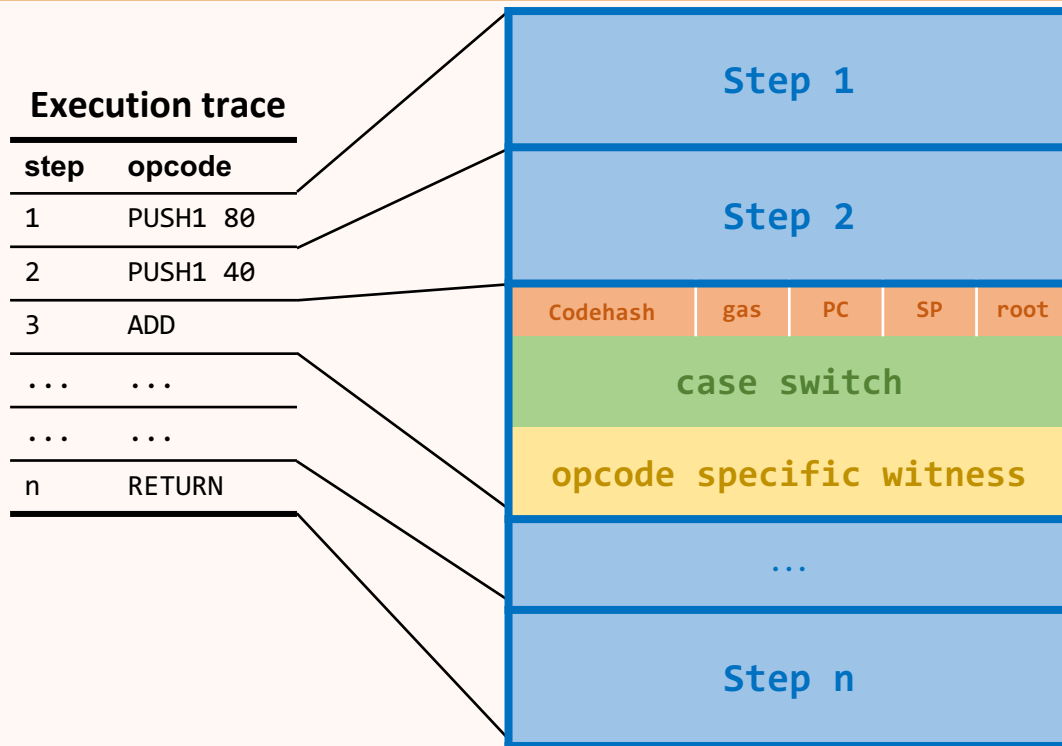 Execution trace
step opcode
1 PUSH1 80
2 PUSH1 40
3 ADD
... ...
... ...
n RETURN
Step 1
Step 2
Codehash gas PC SP root
case switch
opcode specific witness
...
Step n